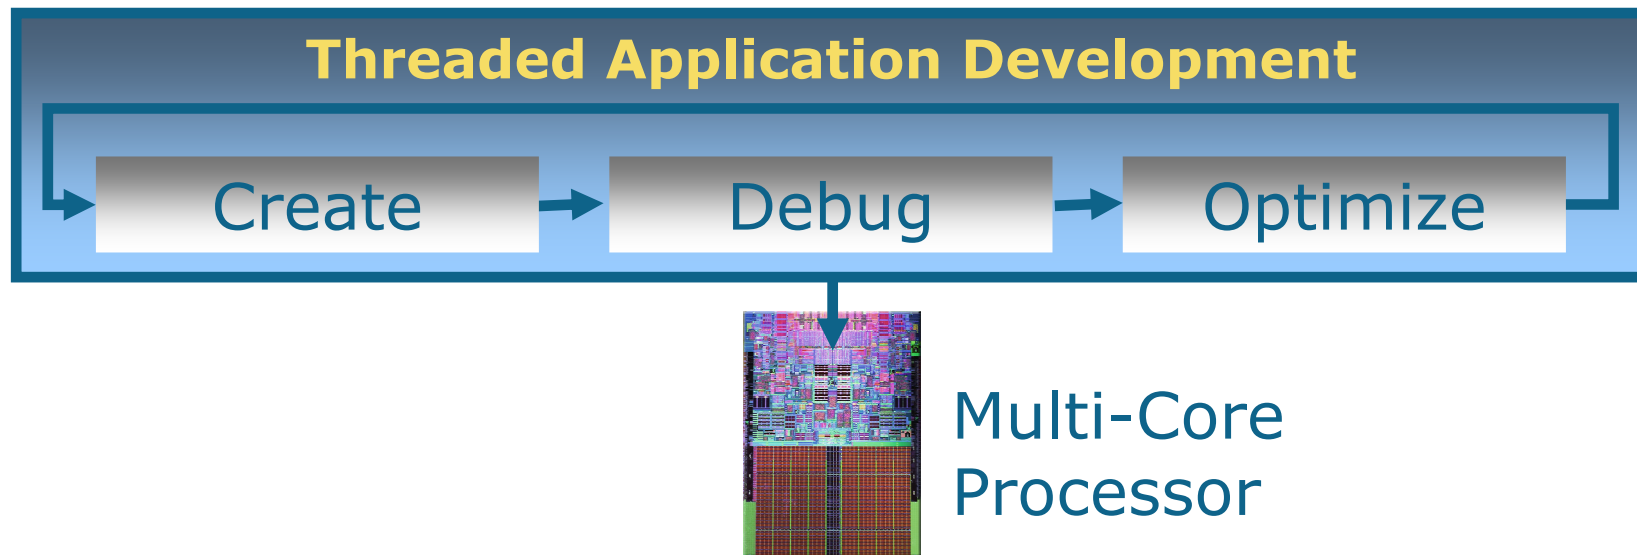 Threaded Application Development
Create
Debug
Optimize
Multi-Core
Processor